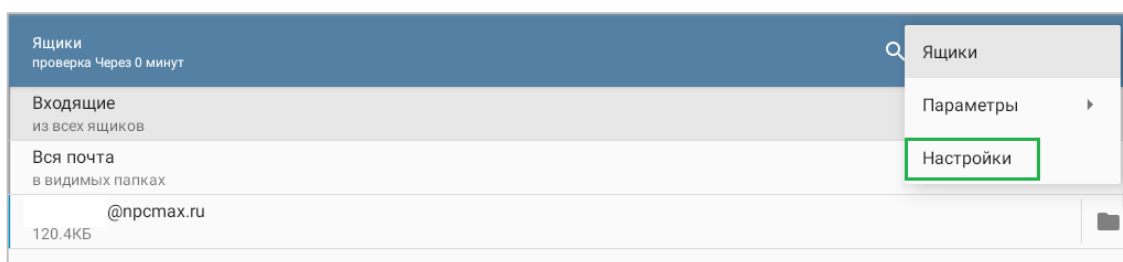 Ящики
проверка Через 0 минут
Ящики
Параметры
Настройки
Входящие
из всех ящиков
Вся почта
в видимых папках
@npcmax.ru
120.4КБ